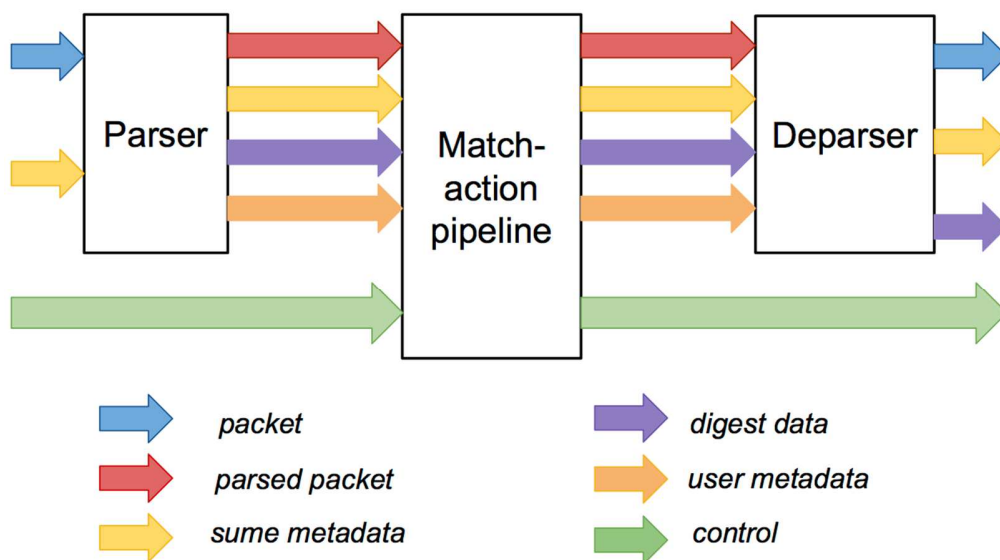 Parser
Match-
action
pipeline
Deparser
packet
digest data
parsed packet
user metadata
sume metadata
control